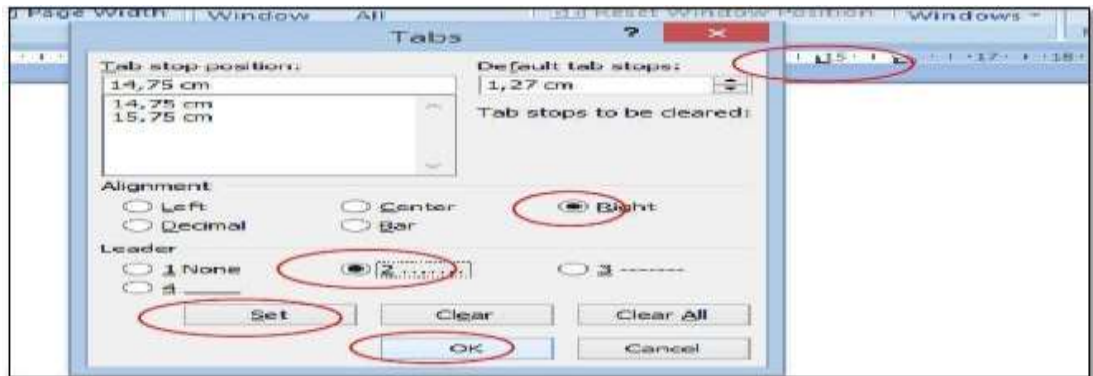 Page Width Window All Reset Window Position Windows
Tabs ? ×
15 17 18
Tab stop position: Default tab stops:
14,75 cm 1,27 cm
14,75 cm Tab stops to be cleared:
15,75 cm
Alignment
Left Center Right
Decimal Bar
Leader
1 None 2 ....... 3 -------
4 ____
Set Clear Clear All
OK Cancel